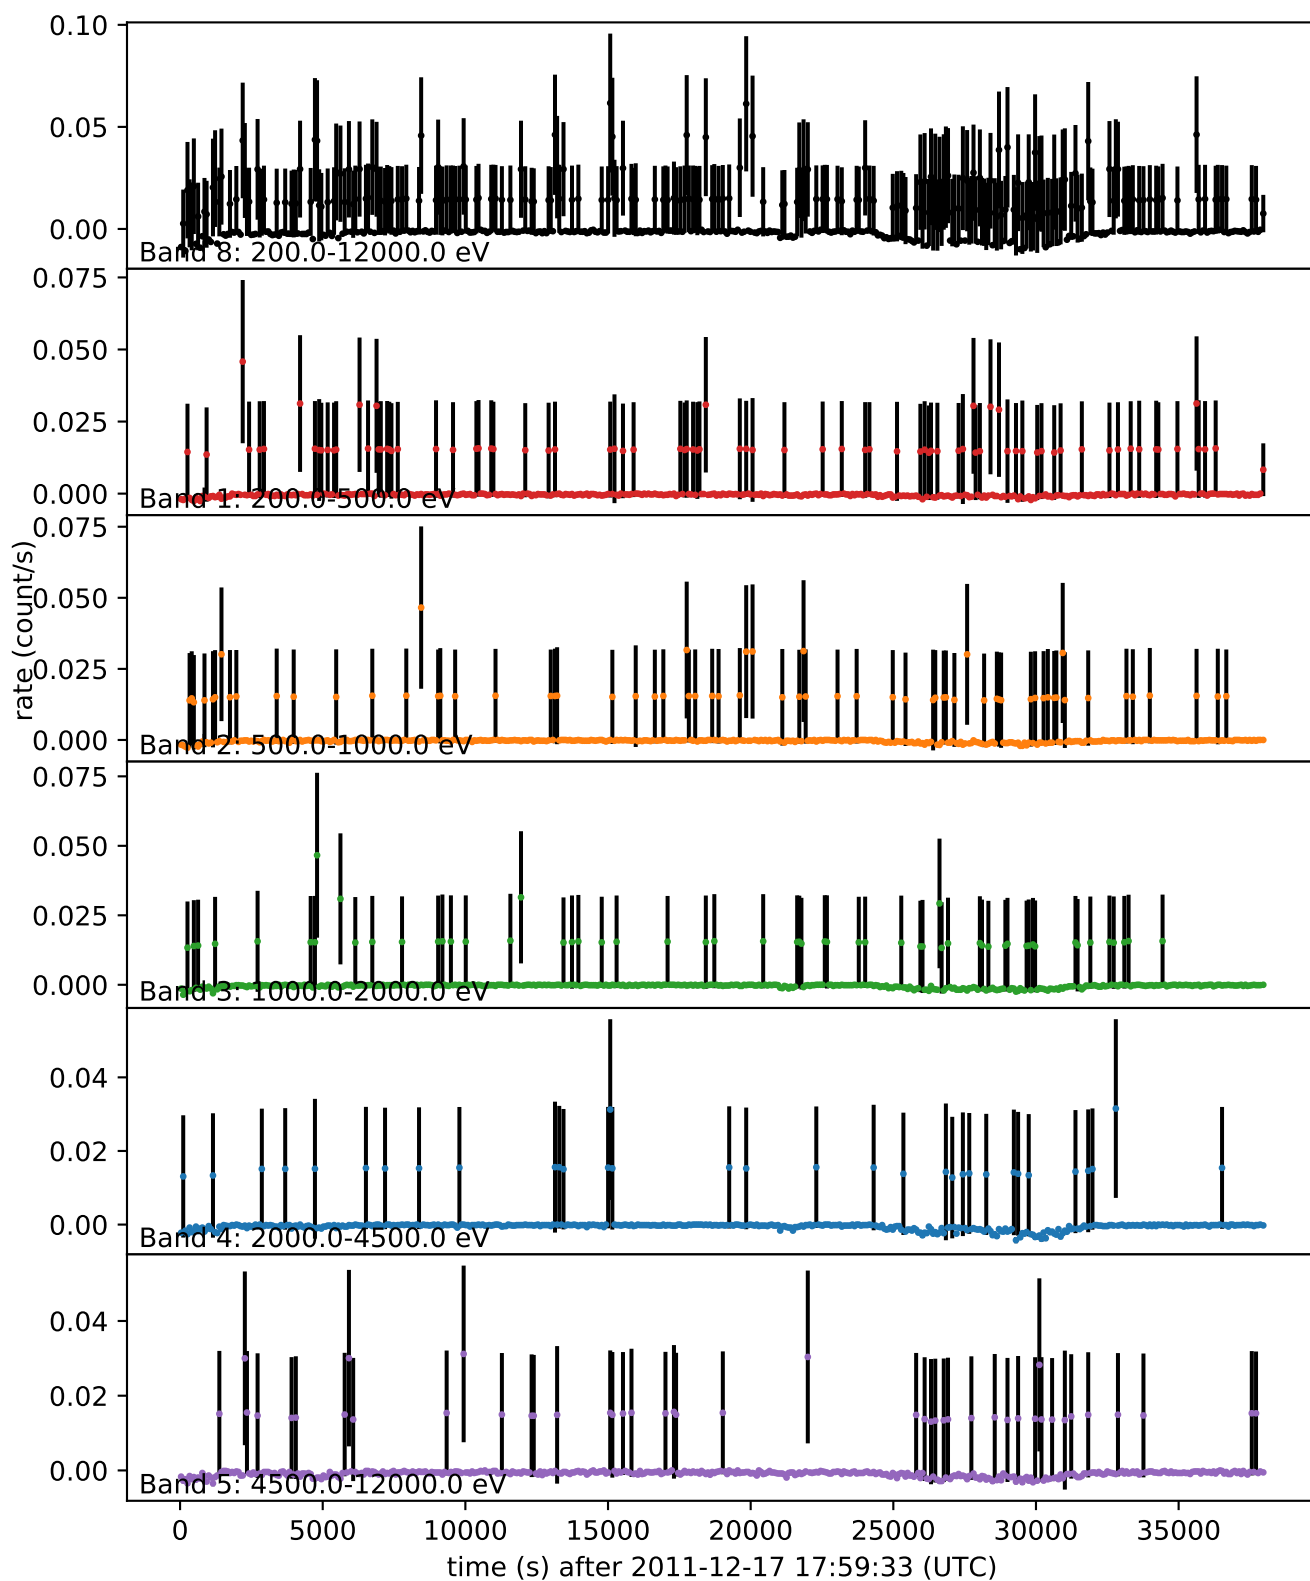 0.10
0.05
0.00
Band 8: 200.0-12000.0 eV
0.075
0.050
0.025
0.000
Band 1: 200.0-500.0 eV
0.075
0.050
0.025
0.000
Band 2: 500.0-1000.0 eV
rate (count/s)
0.075
0.050
0.025
0.000
Band 3: 1000.0-2000.0 eV
0.04
0.02
0.00
Band 4: 2000.0-4500.0 eV
0.04
0.02
0.00
Band 5: 4500.0-12000.0 eV
0 5000 10000 15000 20000 25000 30000 35000
time (s) after 2011-12-17 17:59:33 (UTC)